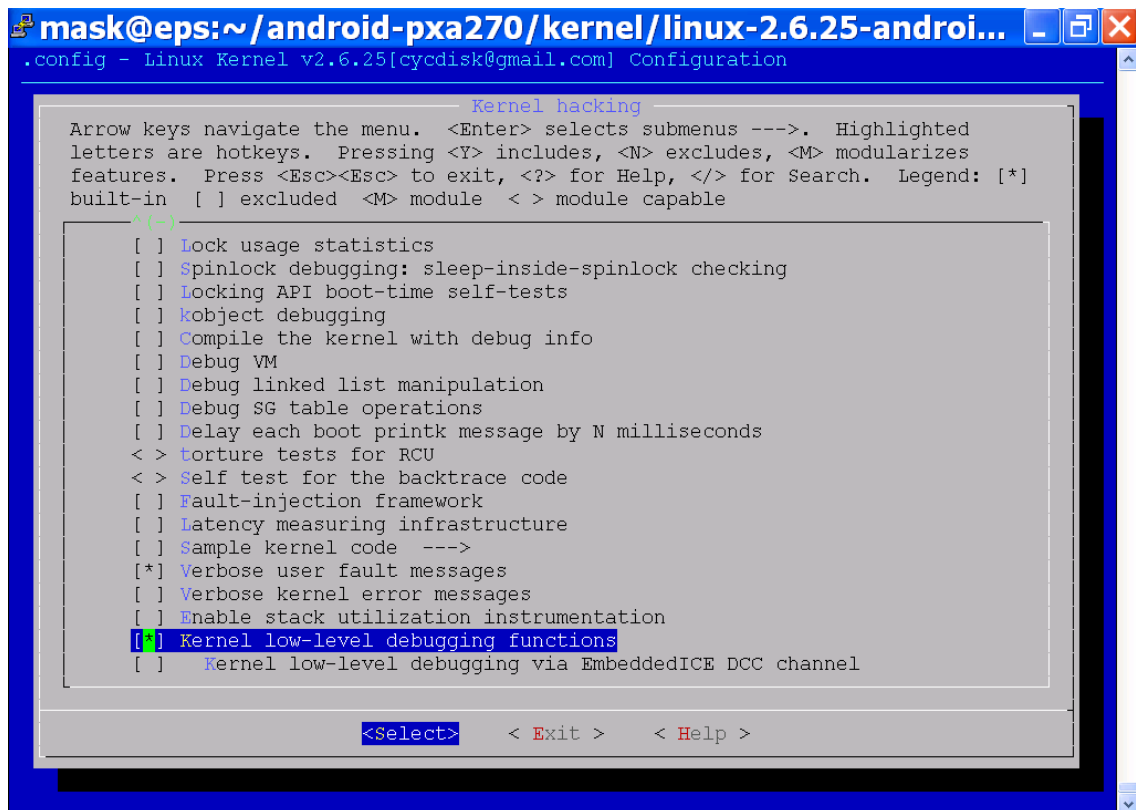 mask@eps:~/android-pxa270/kernel/linux-2.6.25-androi...
.config - Linux Kernel v2.6.25[cycdisk@gmail.com] Configuration
Kernel hacking
Arrow keys navigate the menu.  <Enter> selects submenus --->.  Highlighted
letters are hotkeys.  Pressing <Y> includes, <N> excludes, <M> modularizes
features.  Press <Esc><Esc> to exit, <?> for Help, </> for Search.  Legend: [*]
built-in  [ ] excluded  <M> module  < > module capable
^(-)
[ ] Lock usage statistics
[ ] Spinlock debugging: sleep-inside-spinlock checking
[ ] Locking API boot-time self-tests
[ ] kobject debugging
[ ] Compile the kernel with debug info
[ ] Debug VM
[ ] Debug linked list manipulation
[ ] Debug SG table operations
[ ] Delay each boot printk message by N milliseconds
< > torture tests for RCU
< > Self test for the backtrace code
[ ] Fault-injection framework
[ ] Latency measuring infrastructure
[ ] Sample kernel code  --->
[*] Verbose user fault messages
[ ] Verbose kernel error messages
[ ] Enable stack utilization instrumentation
[*] Kernel low-level debugging functions
[ ]   Kernel low-level debugging via EmbeddedICE DCC channel
<Select>    < Exit >    < Help >